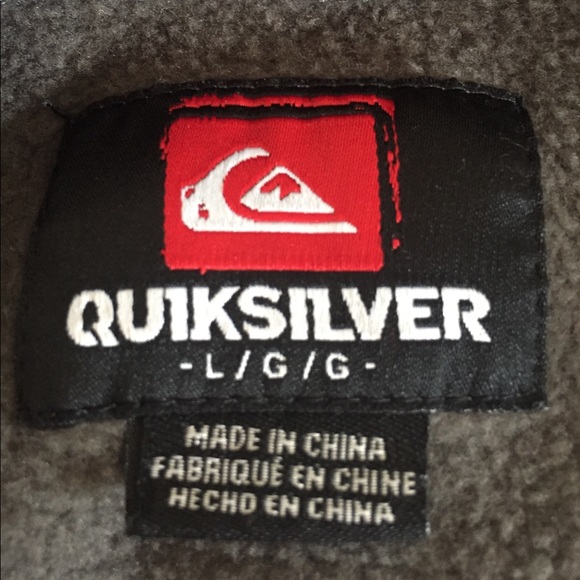 QUIKSILVER
- L / G / G -
MADE IN CHINA
FABRIQUÉ EN CHINE
HECHO EN CHINA